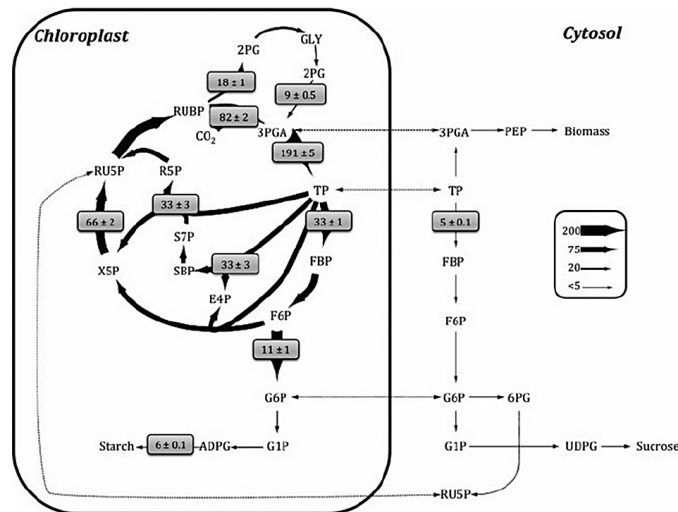 Chloroplast
Cytosol
2PG
GLY
2PG
18 ± 1
9 ± 0.5
RUBP
82 ± 2
CO2
3PGA
3PGA
PEP
Biomass
191 ± 5
RU5P
R5P
TP
TP
66 ± 2
33 ± 3
33 ± 1
5 ± 0.1
200
75
20
<5
S7P
X5P
SBP
33 ± 3
FBP
FBP
E4P
F6P
F6P
11 ± 1
G6P
G6P
6PG
Starch
6 ± 0.1
ADPG
G1P
G1P
UDPG
Sucrose
RU5P